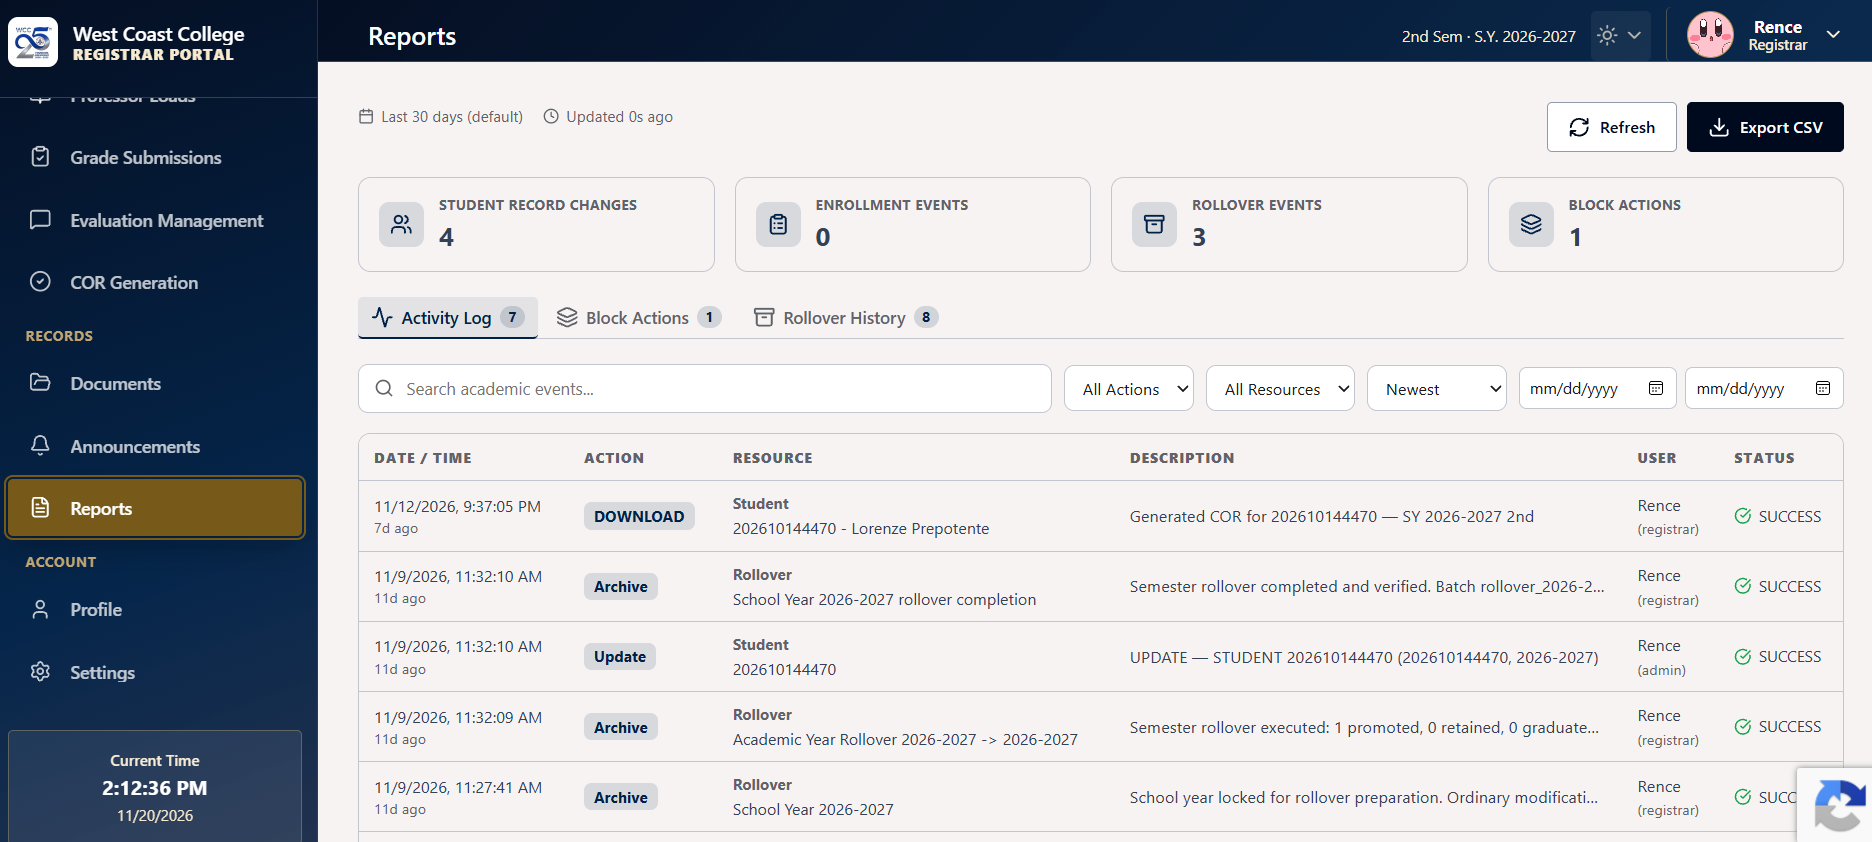 West Coast College
REGISTRAR PORTAL
Reports
2nd Sem · S.Y. 2026-2027
Rence
Registrar
Professor Loads
Grade Submissions
Evaluation Management
COR Generation
RECORDS
Documents
Announcements
Reports
ACCOUNT
Profile
Settings
Current Time
2:12:36 PM
11/20/2026
Last 30 days (default)
Updated 0s ago
Refresh
Export CSV
STUDENT RECORD CHANGES
4
ENROLLMENT EVENTS
0
ROLLOVER EVENTS
3
BLOCK ACTIONS
1
Activity Log 7
Block Actions 1
Rollover History 8
Search academic events...
All Actions
All Resources
Newest
mm/dd/yyyy
mm/dd/yyyy
DATE / TIME ACTION RESOURCE DESCRIPTION USER STATUS
11/12/2026, 9:37:05 PM
7d ago
DOWNLOAD
Student
202610144470 - Lorenze Prepotente
Generated COR for 202610144470 — SY 2026-2027 2nd
Rence
(registrar)
SUCCESS
11/9/2026, 11:32:10 AM
11d ago
Archive
Rollover
School Year 2026-2027 rollover completion
Semester rollover completed and verified. Batch rollover_2026-2...
Rence
(registrar)
SUCCESS
11/9/2026, 11:32:10 AM
11d ago
Update
Student
202610144470
UPDATE — STUDENT 202610144470 (202610144470, 2026-2027)
Rence
(admin)
SUCCESS
11/9/2026, 11:32:09 AM
11d ago
Archive
Rollover
Academic Year Rollover 2026-2027 -> 2026-2027
Semester rollover executed: 1 promoted, 0 retained, 0 graduate...
Rence
(registrar)
SUCCESS
11/9/2026, 11:27:41 AM
11d ago
Archive
Rollover
School Year 2026-2027
School year locked for rollover preparation. Ordinary modificati...
Rence
(registrar)
SUCC